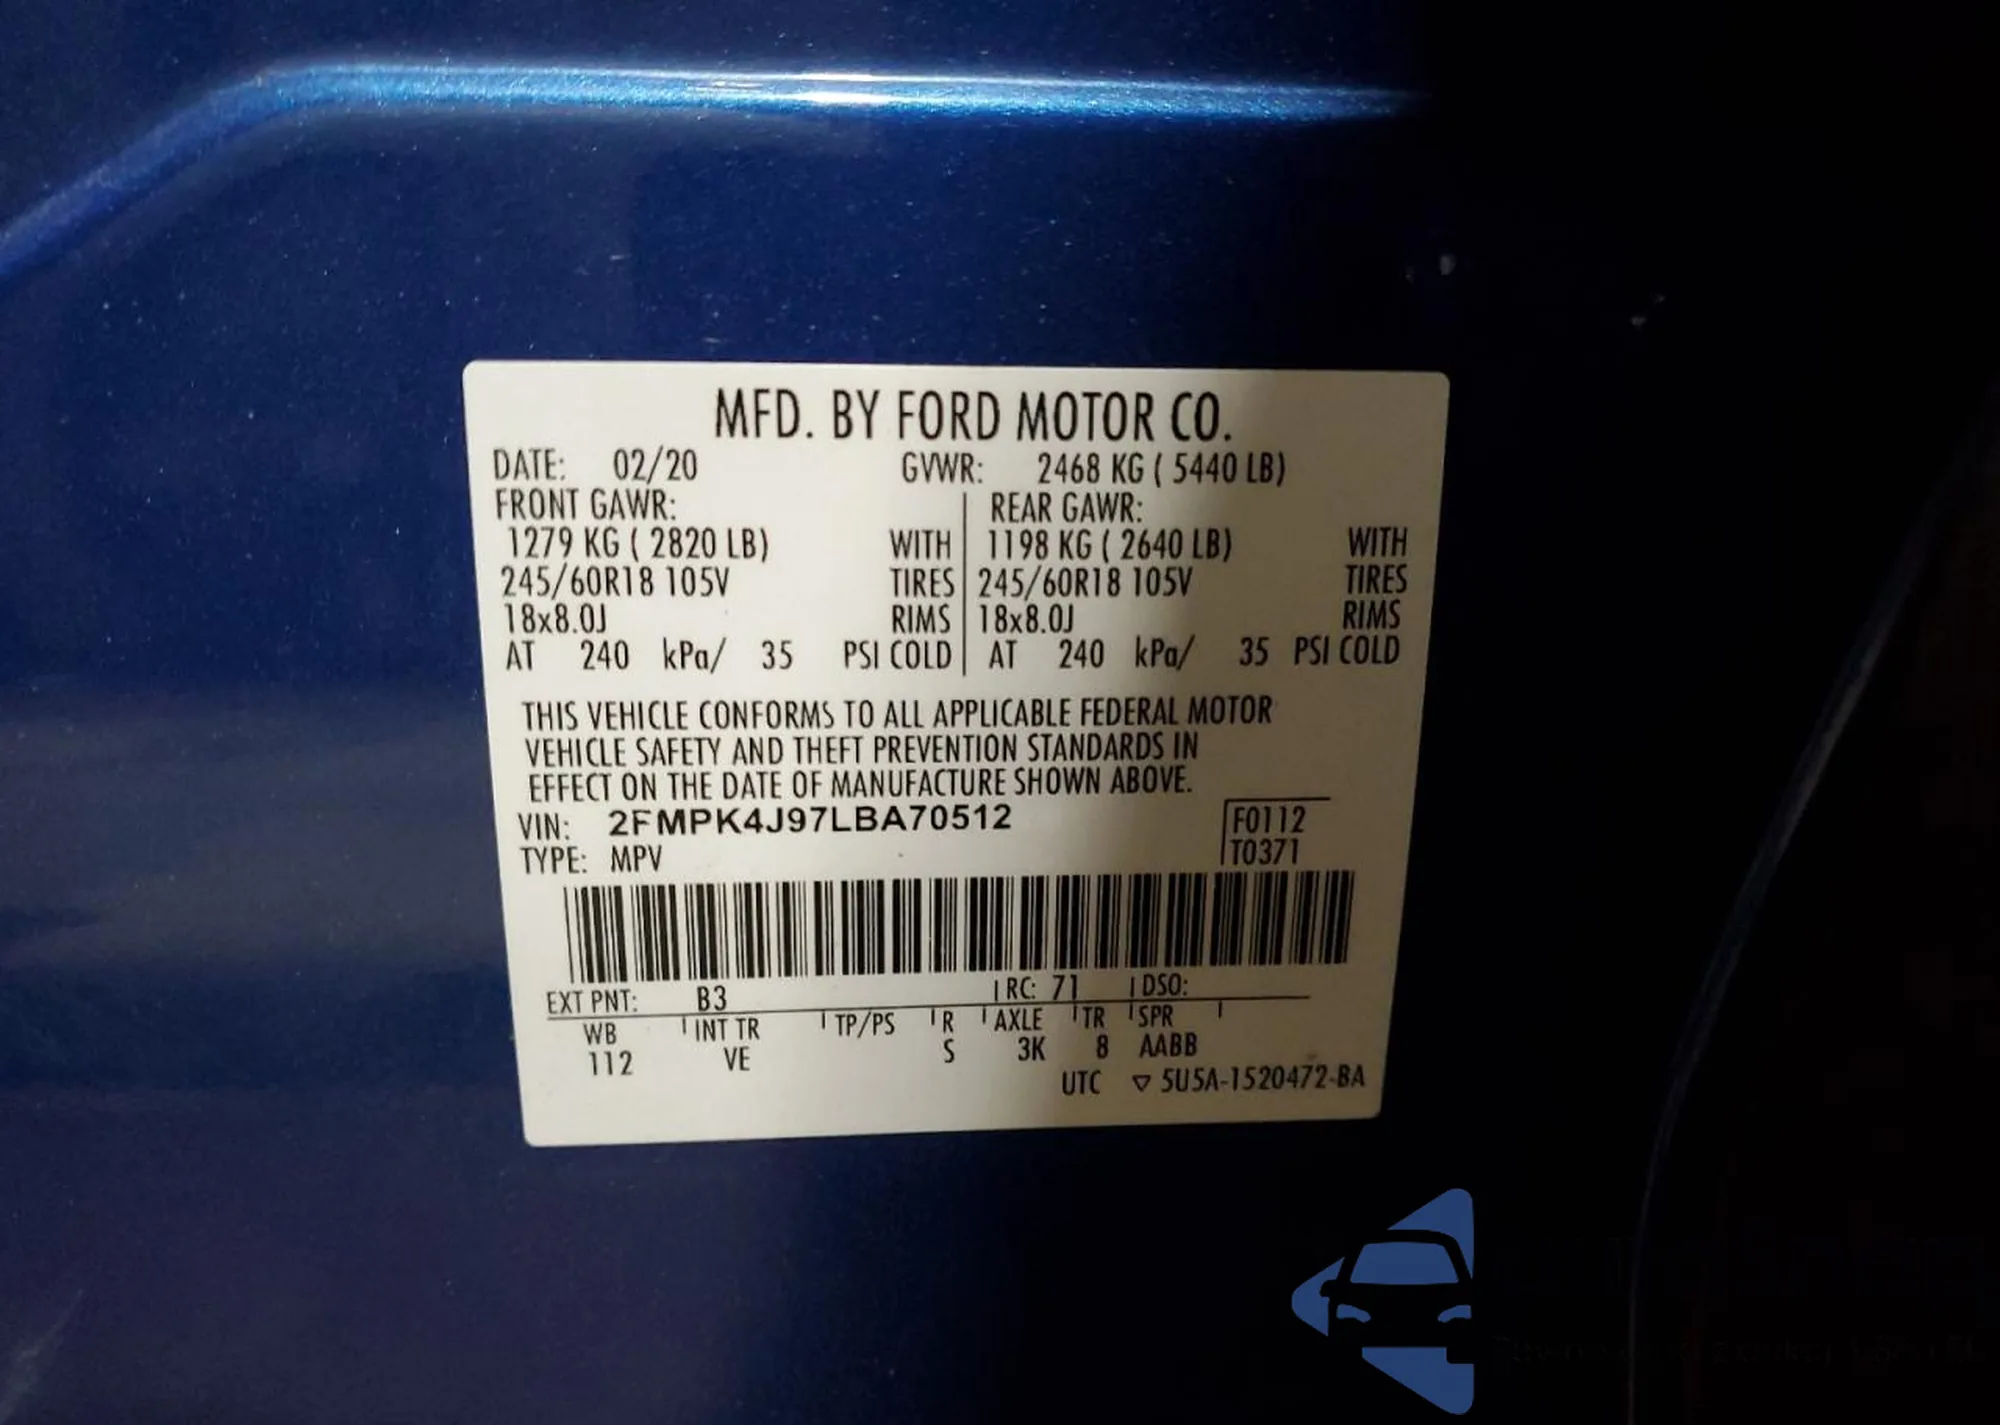 MFD. BY FORD MOTOR CO.
DATE: 02/20 GVWR: 2468 KG ( 5440 LB)
FRONT GAWR: REAR GAWR:
1279 KG ( 2820 LB) WITH 1198 KG ( 2640 LB) WITH
245/60R18 105V TIRES 245/60R18 105V TIRES
18x8.0J RIMS 18x8.0J RIMS
AT 240 kPa/ 35 PSI COLD AT 240 kPa/ 35 PSI COLD
THIS VEHICLE CONFORMS TO ALL APPLICABLE FEDERAL MOTOR
VEHICLE SAFETY AND THEFT PREVENTION STANDARDS IN
EFFECT ON THE DATE OF MANUFACTURE SHOWN ABOVE.
VIN: 2FMPK4J97LBA70512 F0112
TYPE: MPV T0371
EXT PNT: B3 RC: 71 DSO:
WB INT TR TP/PS R AXLE TR SPR
112 VE S 3K 8 AABB
UTC ▽ 5U5A-1520472-BA